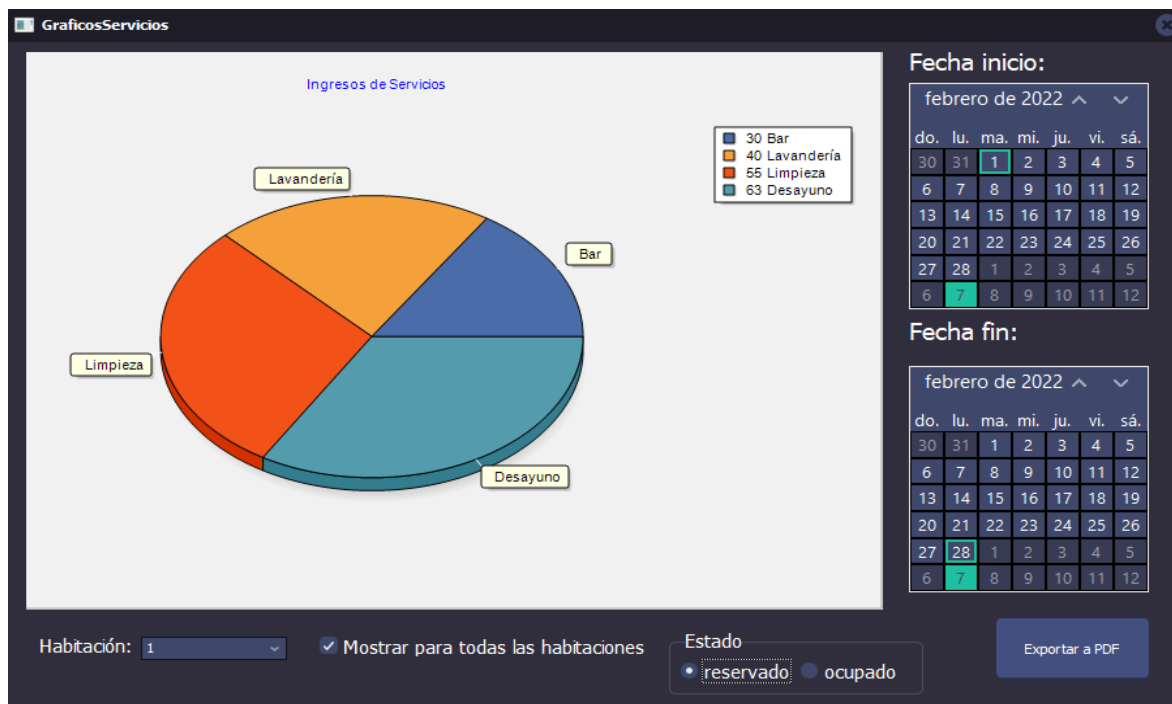 GraficosServicios
Ingresos de Servicios
30 Bar
40 Lavandería
55 Limpieza
63 Desayuno
Lavandería
Bar
Limpieza
Desayuno
Fecha inicio:
febrero de 2022
do. lu. ma. mi. ju. vi. sá.
30 31 1 2 3 4 5
6 7 8 9 10 11 12
13 14 15 16 17 18 19
20 21 22 23 24 25 26
27 28 1 2 3 4 5
6 7 8 9 10 11 12
Fecha fin:
febrero de 2022
do. lu. ma. mi. ju. vi. sá.
30 31 1 2 3 4 5
6 7 8 9 10 11 12
13 14 15 16 17 18 19
20 21 22 23 24 25 26
27 28 1 2 3 4 5
6 7 8 9 10 11 12
Habitación: 1
Mostrar para todas las habitaciones
Estado
reservado ocupado
Exportar a PDF